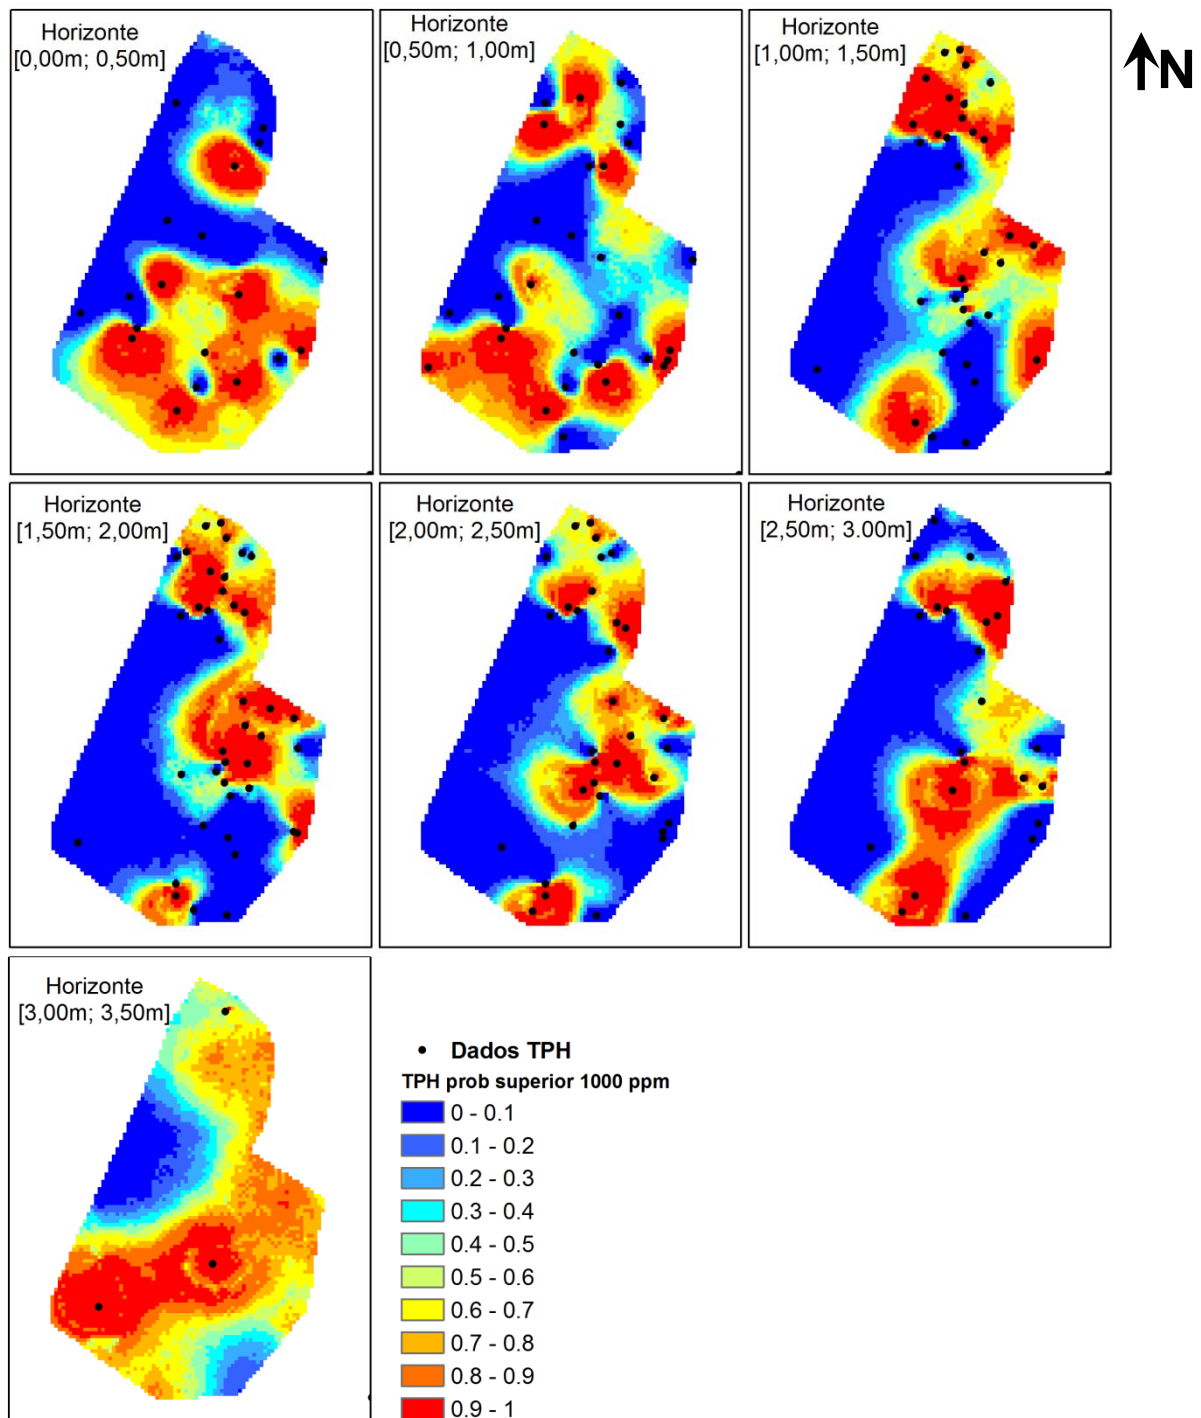 Horizonte
[0,00m; 0,50m]
Horizonte
[0,50m; 1,00m]
Horizonte
[1,00m; 1,50m]
N
Horizonte
[1,50m; 2,00m]
Horizonte
[2,00m; 2,50m]
Horizonte
[2,50m; 3.00m]
Horizonte
[3,00m; 3,50m]
Dados TPH
TPH prob superior 1000 ppm
0 - 0.1
0.1 - 0.2
0.2 - 0.3
0.3 - 0.4
0.4 - 0.5
0.5 - 0.6
0.6 - 0.7
0.7 - 0.8
0.8 - 0.9
0.9 - 1